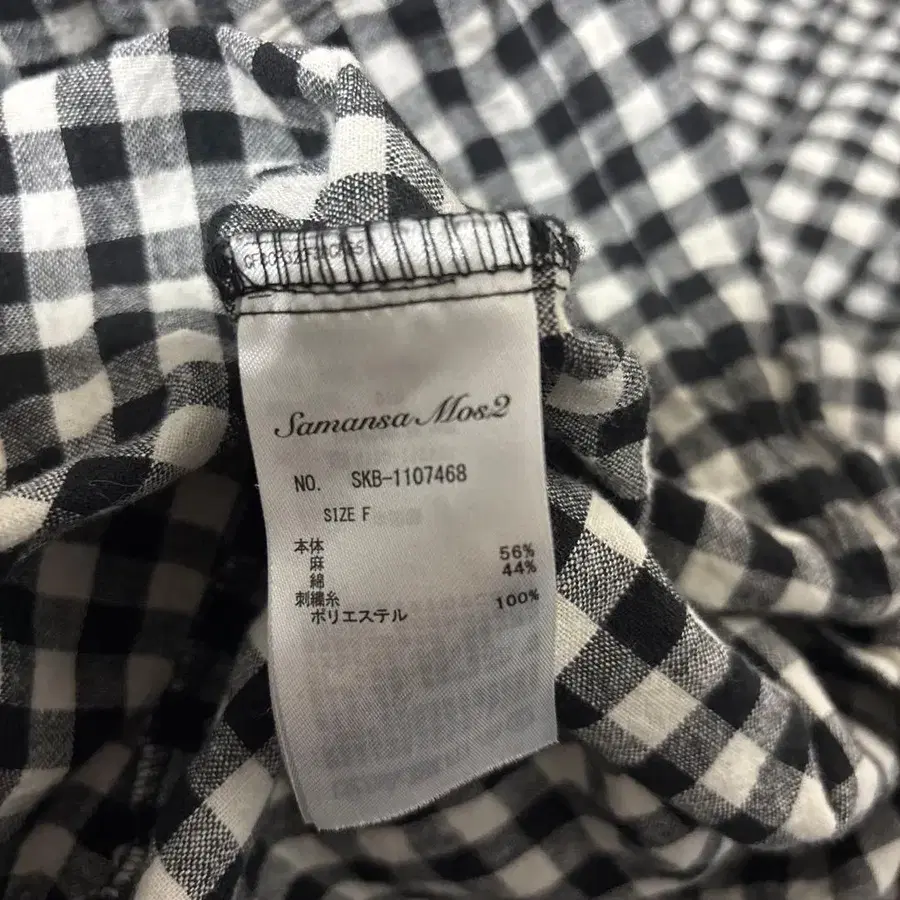 Samansa Mos2
NO. SKB-1107468
SIZE F
本体
麻 56%
綿 44%
刺繍糸
ポリエステル 100%